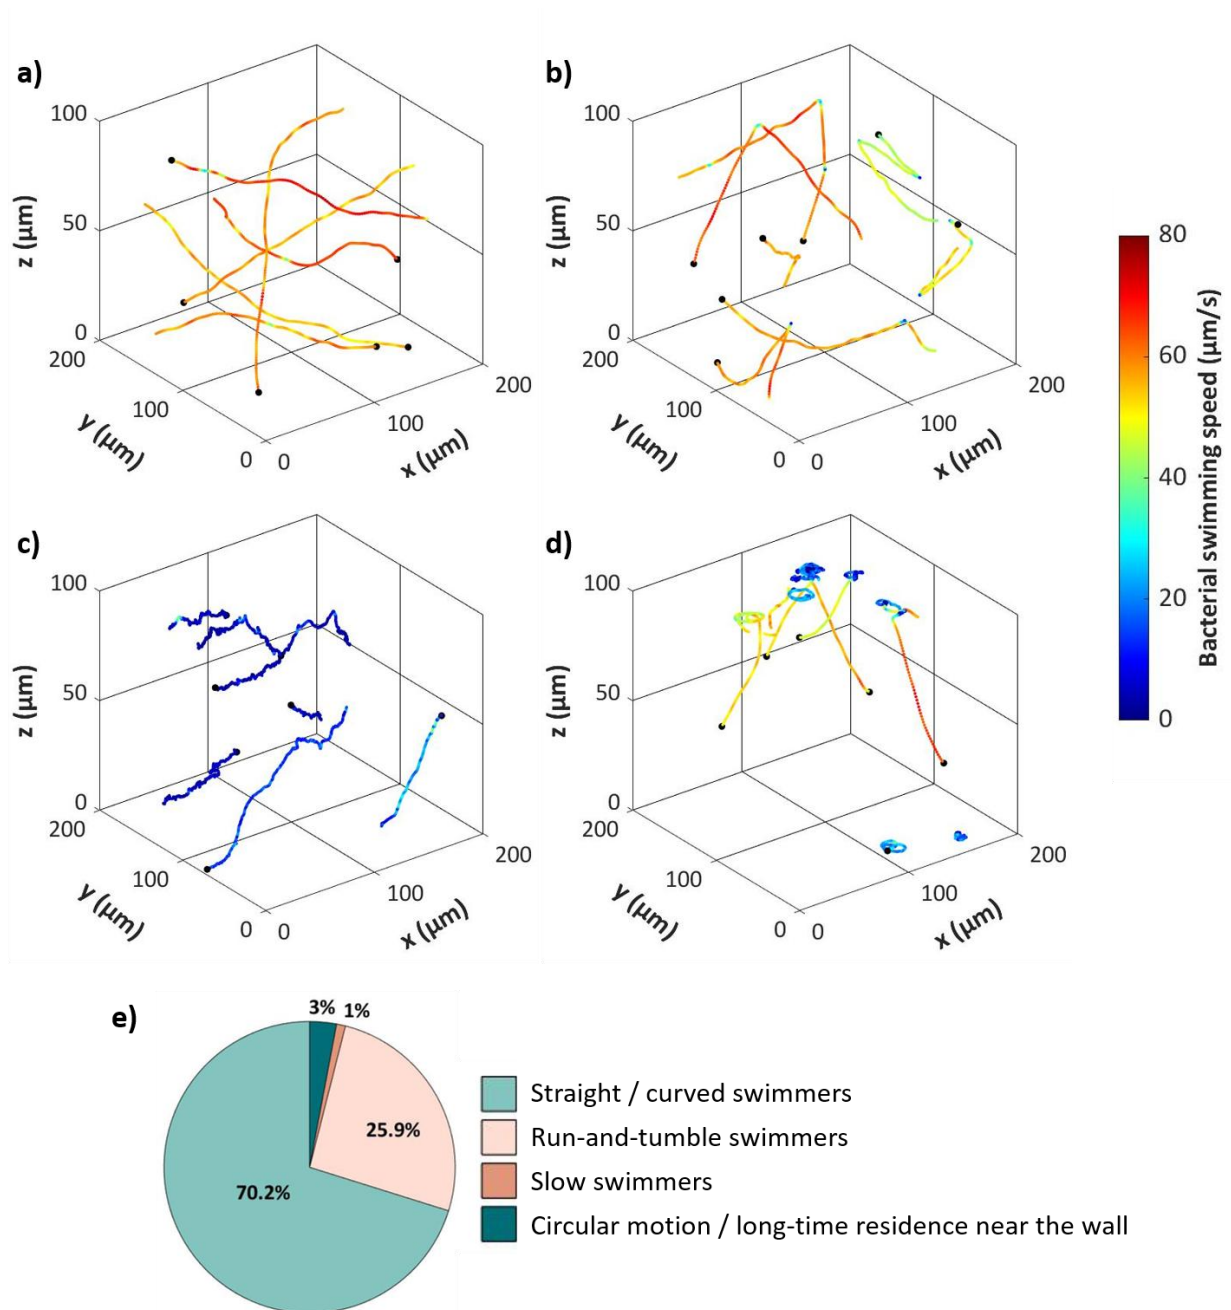 a)
z (µm)
100
50
0
200
100
0
y (µm)
0
100
200
x (µm)
b)
z (µm)
100
50
0
200
100
0
y (µm)
0
100
200
x (µm)
Bacterial swimming speed (µm/s)
80
60
40
20
0
c)
z (µm)
100
50
0
200
100
0
y (µm)
0
100
200
x (µm)
d)
z (µm)
100
50
0
200
100
0
y (µm)
0
100
200
x (µm)
e)
3%
1%
25.9%
70.2%
Straight / curved swimmers
Run-and-tumble swimmers
Slow swimmers
Circular motion / long-time residence near the wall